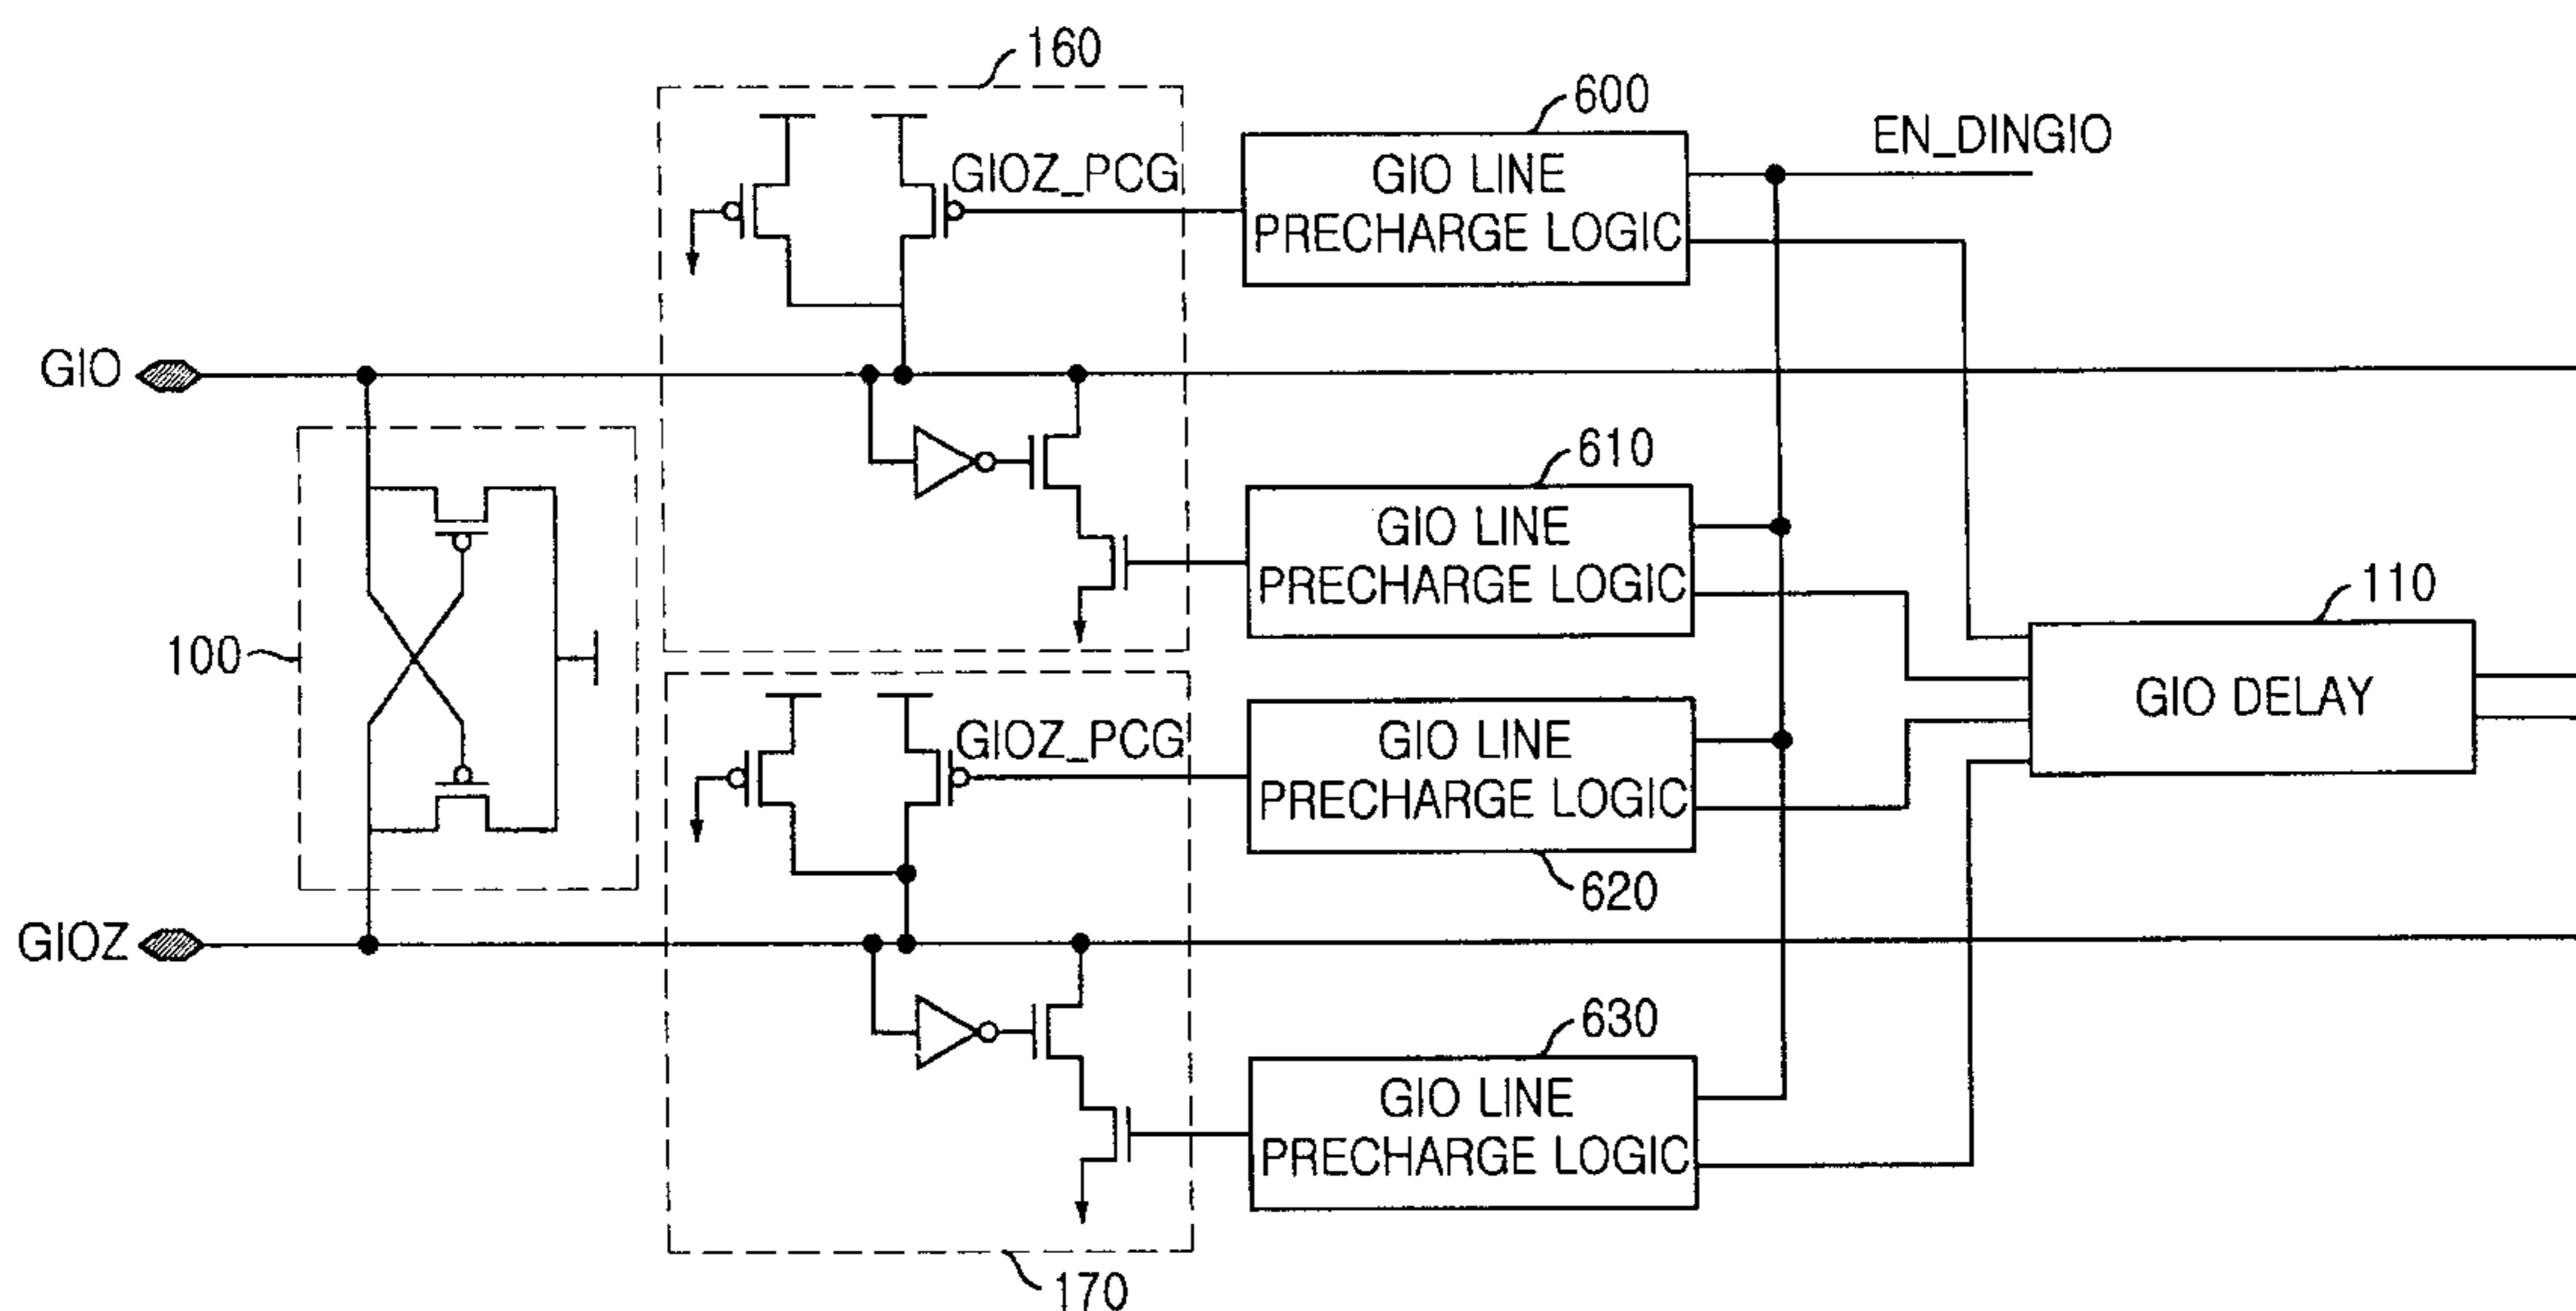 160
600
EN_DINGIO
GIOZ_PCG
GIO LINE
PRECHARGE LOGIC
GIO
610
GIO LINE
PRECHARGE LOGIC
110
100
GIO DELAY
GIOZ_PCG
GIO LINE
PRECHARGE LOGIC
620
GIOZ
630
GIO LINE
PRECHARGE LOGIC
170